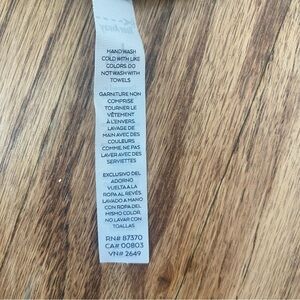 HAND WASH
COLD WITH LIKE
COLORS. DO
NOT WASH WITH
TOWELS
GARNITURE NON
COMPRISE
TOURNER LE
VÊTEMENT
À L'ENVERS.
LAVAGE DE
MAIN AVEC DES
COULEURS
COMME. NE PAS
LAVER AVEC DES
SERVIETTES
EXCLUSIVO DEL
ADORNO
VUELTA A LA
ROPA AL REVÉS
LAVADO A MANO
CON ROPA DEL
MISMO COLOR,
NO LAVAR CON
TOALLAS
RN# 87370
CA# 00803
VN# 2649